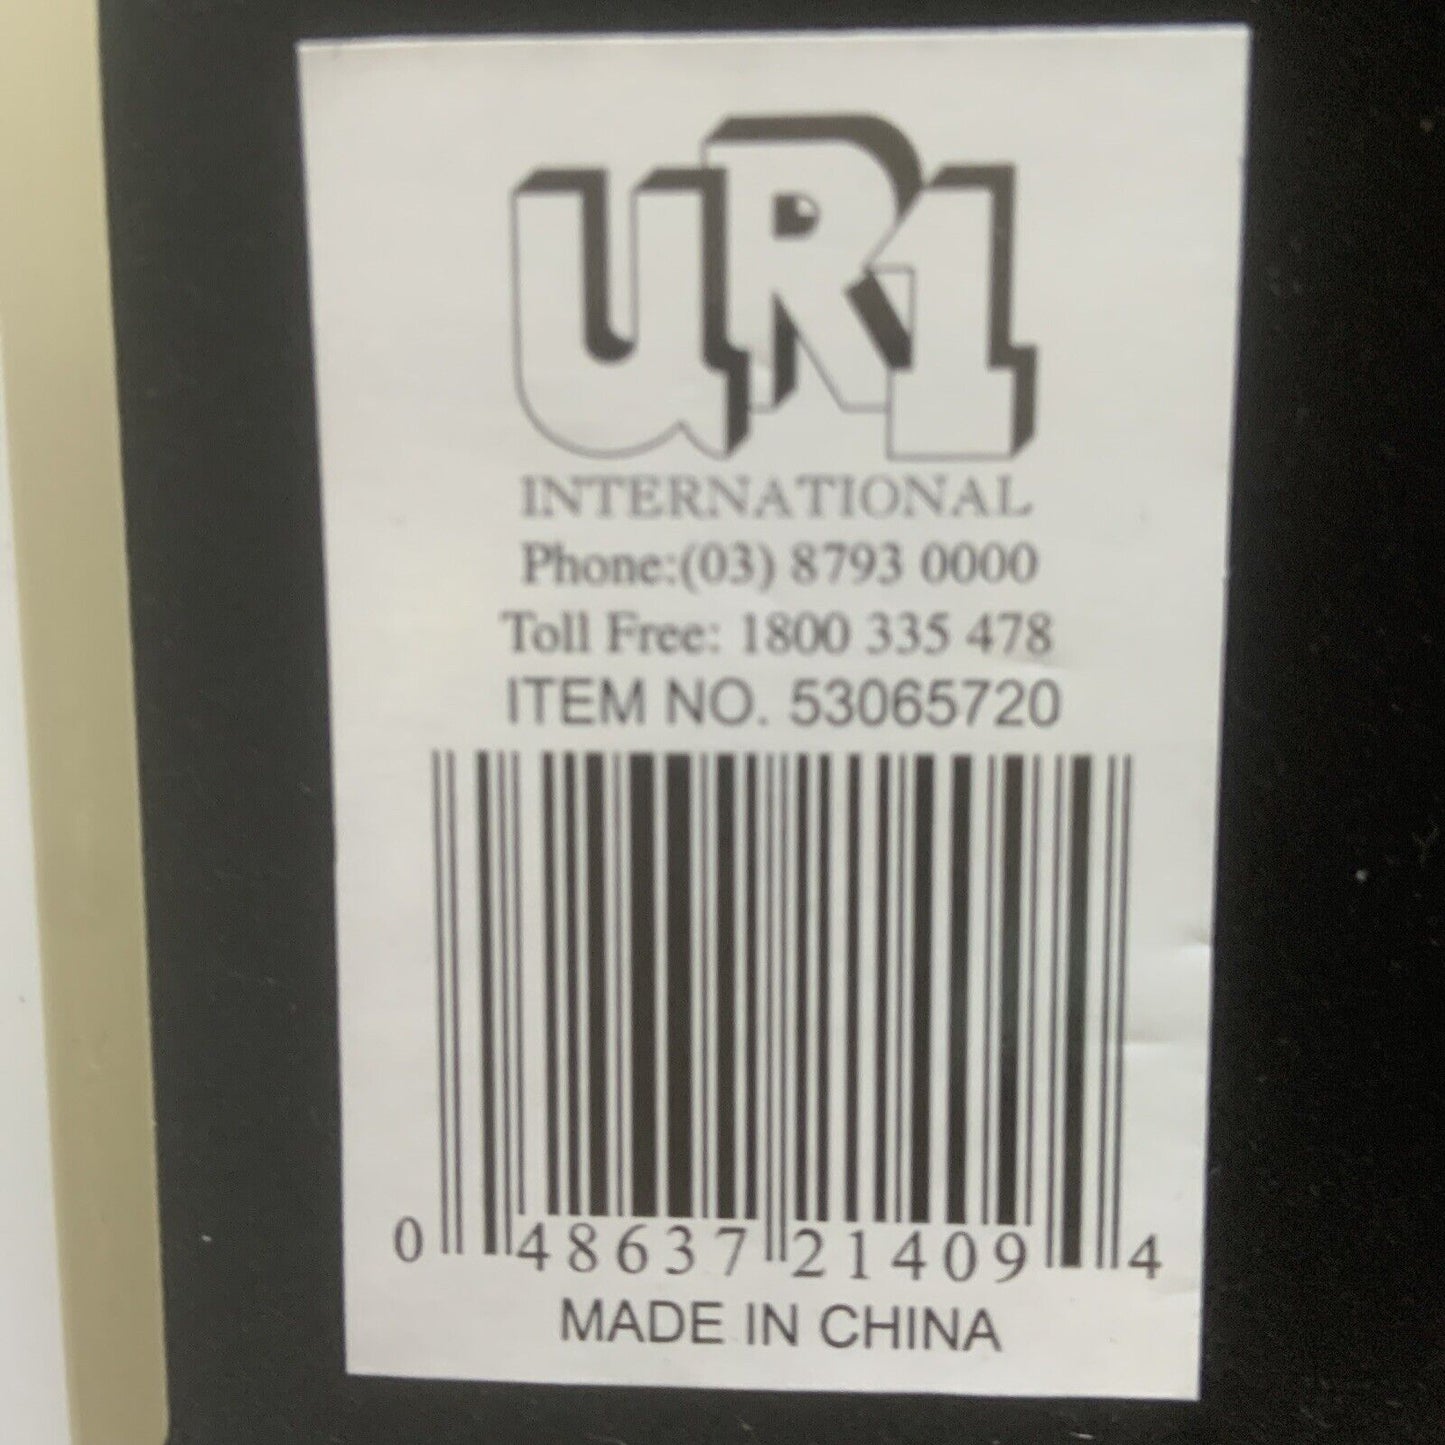 UR1
INTERNATIONAL
Phone:(03) 8793 0000
Toll Free: 1800 335 478
ITEM NO. 53065720
0 48637 21409 4
MADE IN CHINA